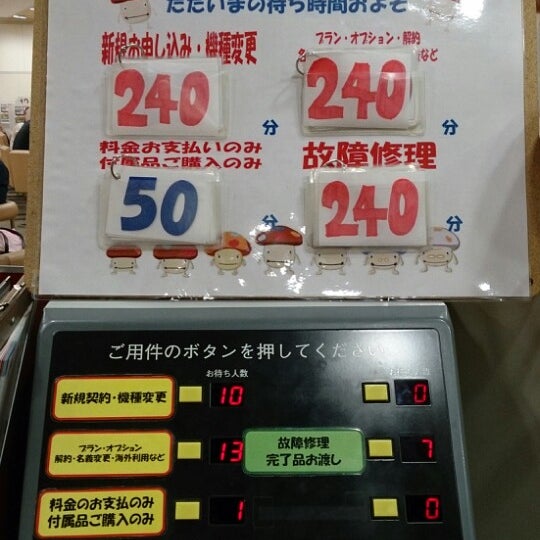 ただいまの待ち時間およそ
新規お申し込み・機種変更
プラン・オプション・解約
など
240
分
240
分
料金お支払いのみ
付属品ご購入のみ
故障修理
50
分
240
分
ご用件のボタンを押してください
お待ち人数
お待ち人数
新規契約・機種変更
10
0
プラン・オプション
解約・名義変更・海外利用など
13
故障修理
完了品お渡し
7
料金のお支払のみ
付属品ご購入のみ
1
0